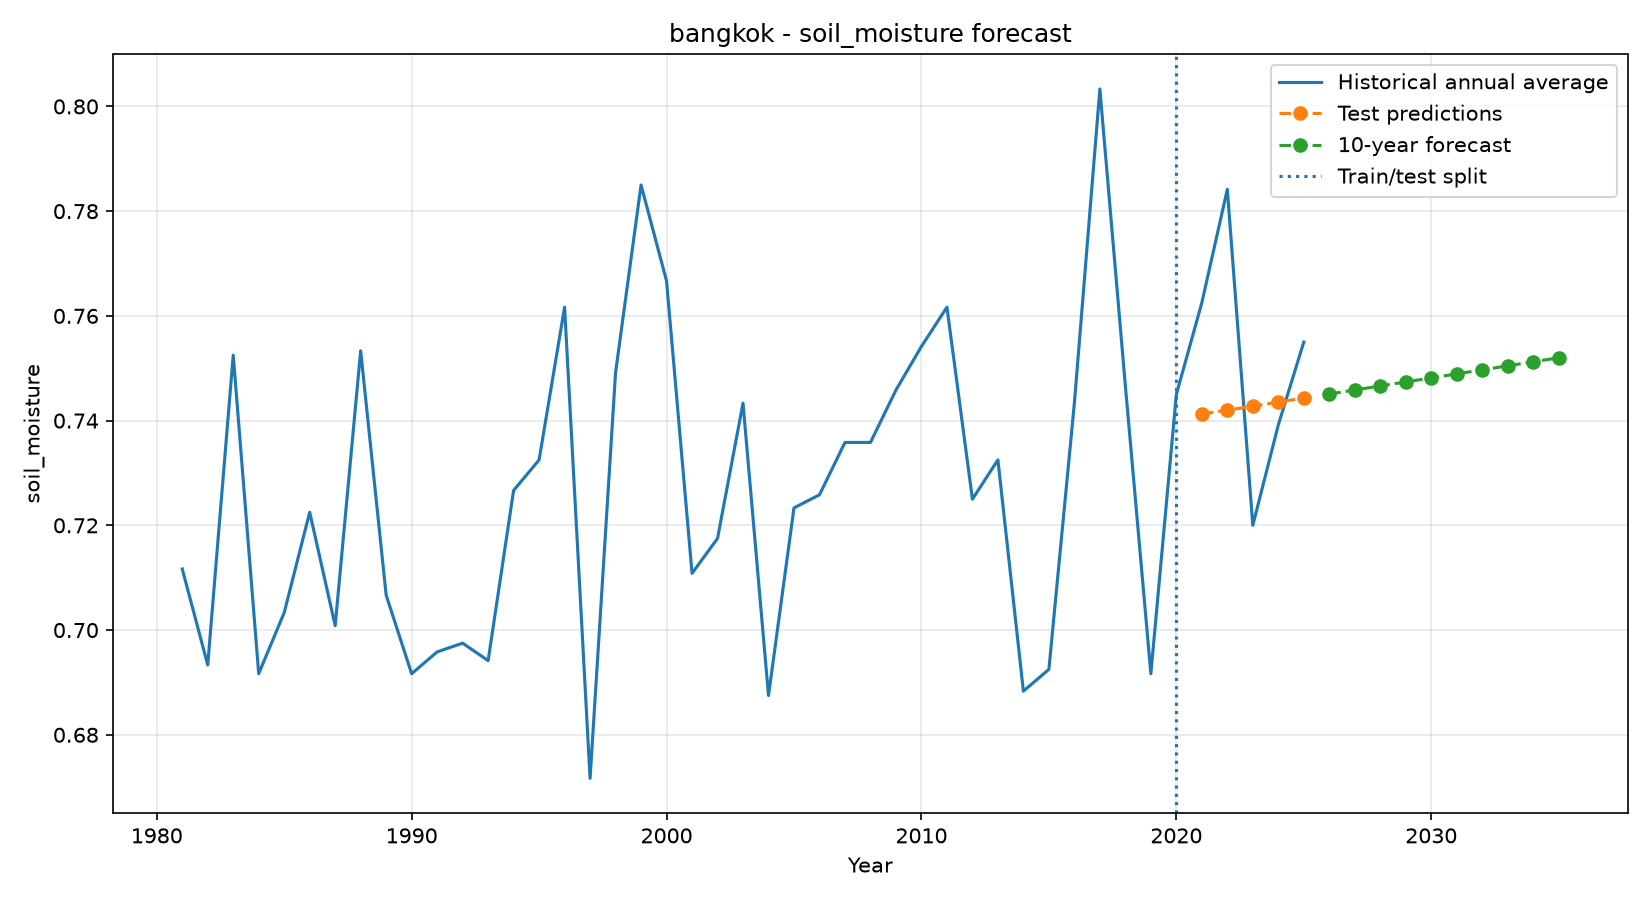 bangkok - soil_moisture forecast
Historical annual average
Test predictions
10-year forecast
Train/test split
soil_moisture
0.80
0.78
0.76
0.74
0.72
0.70
0.68
1980
1990
2000
2010
2020
2030
Year